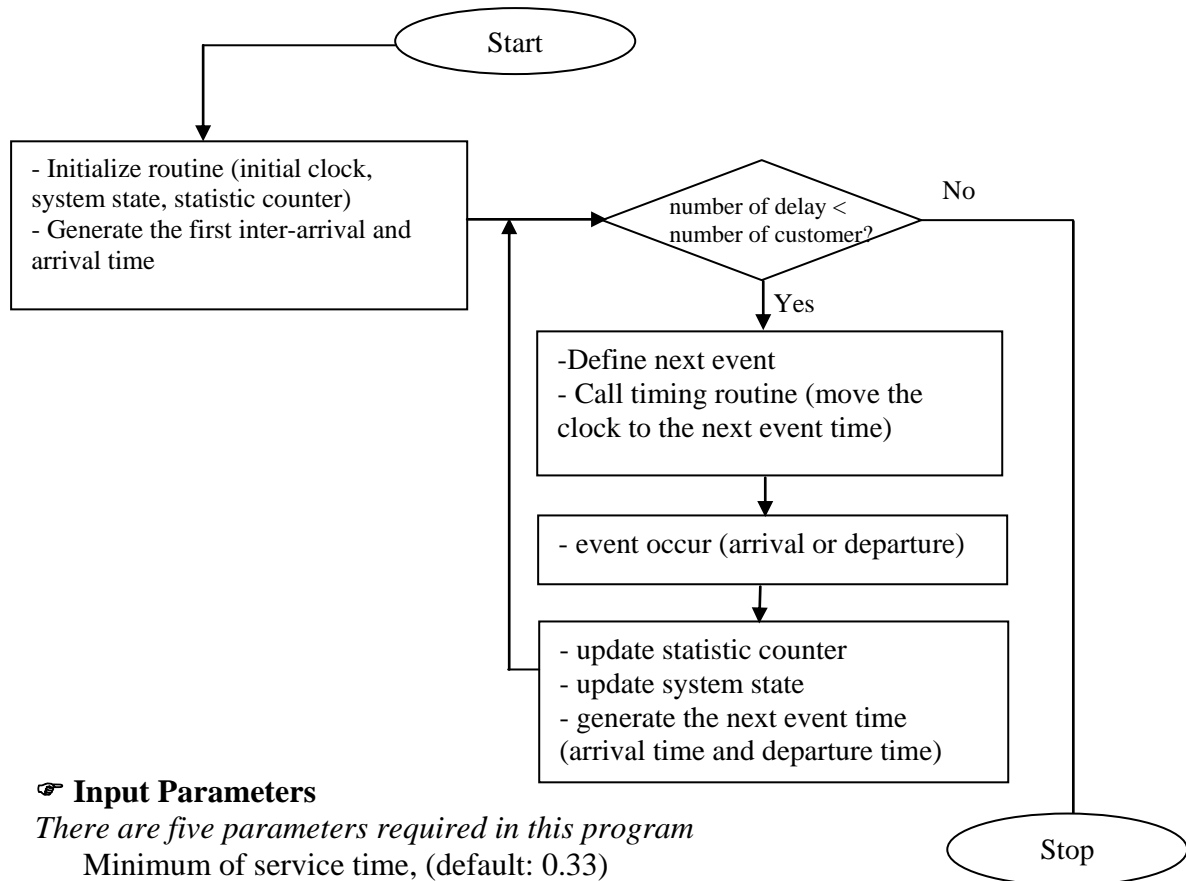 Start
- Initialize routine (initial clock,
system state, statistic counter)
- Generate the first inter-arrival and
arrival time
number of delay <
number of customer?
No
Yes
-Define next event
- Call timing routine (move the
clock to the next event time)
- event occur (arrival or departure)
- update statistic counter
- update system state
- generate the next event time
(arrival time and departure time)
☞ Input Parameters
There are five parameters required in this program
Minimum of service time, (default: 0.33)
Stop